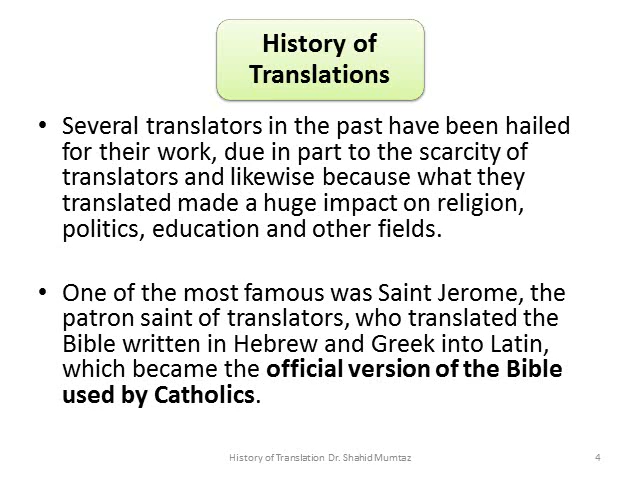 History of
Translations
• Several translators in the past have been hailed
for their work, due in part to the scarcity of
translators and likewise because what they
translated made a huge impact on religion,
politics, education and other fields.
• One of the most famous was Saint Jerome, the
patron saint of translators, who translated the
Bible written in Hebrew and Greek into Latin,
which became the official version of the Bible
used by Catholics.
History of Translation Dr. Shahid Mumtaz
4